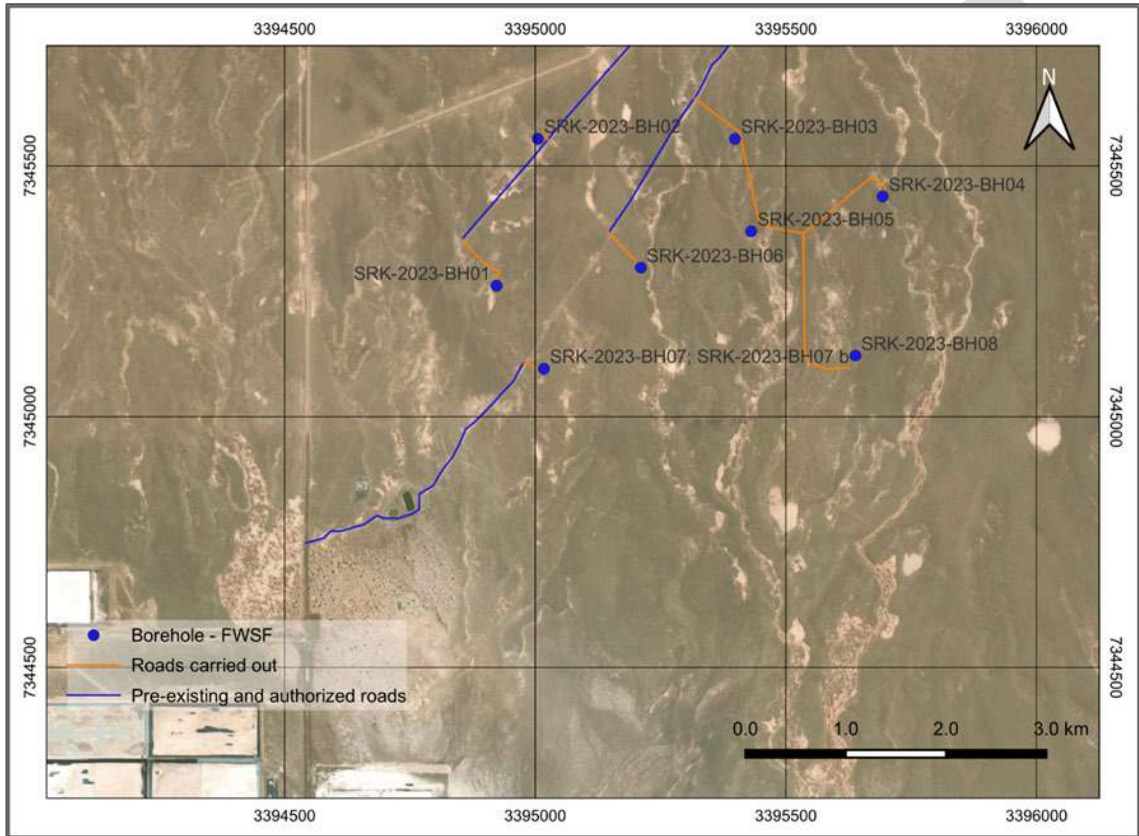 3394500 3395000 3395500 3396000
N
SRK-2023-BH02
SRK-2023-BH03
7345500 7345500
SRK-2023-BH04
SRK-2023-BH05
SRK-2023-BH06
SRK-2023-BH01
SRK-2023-BH08
SRK-2023-BH07; SRK-2023-BH07 b
7345000 7345000
Borehole - FWSF
Roads carried out
7344500 7344500
Pre-existing and authorized roads
0.0 1.0 2.0 3.0 km
3394500 3395000 3395500 3396000